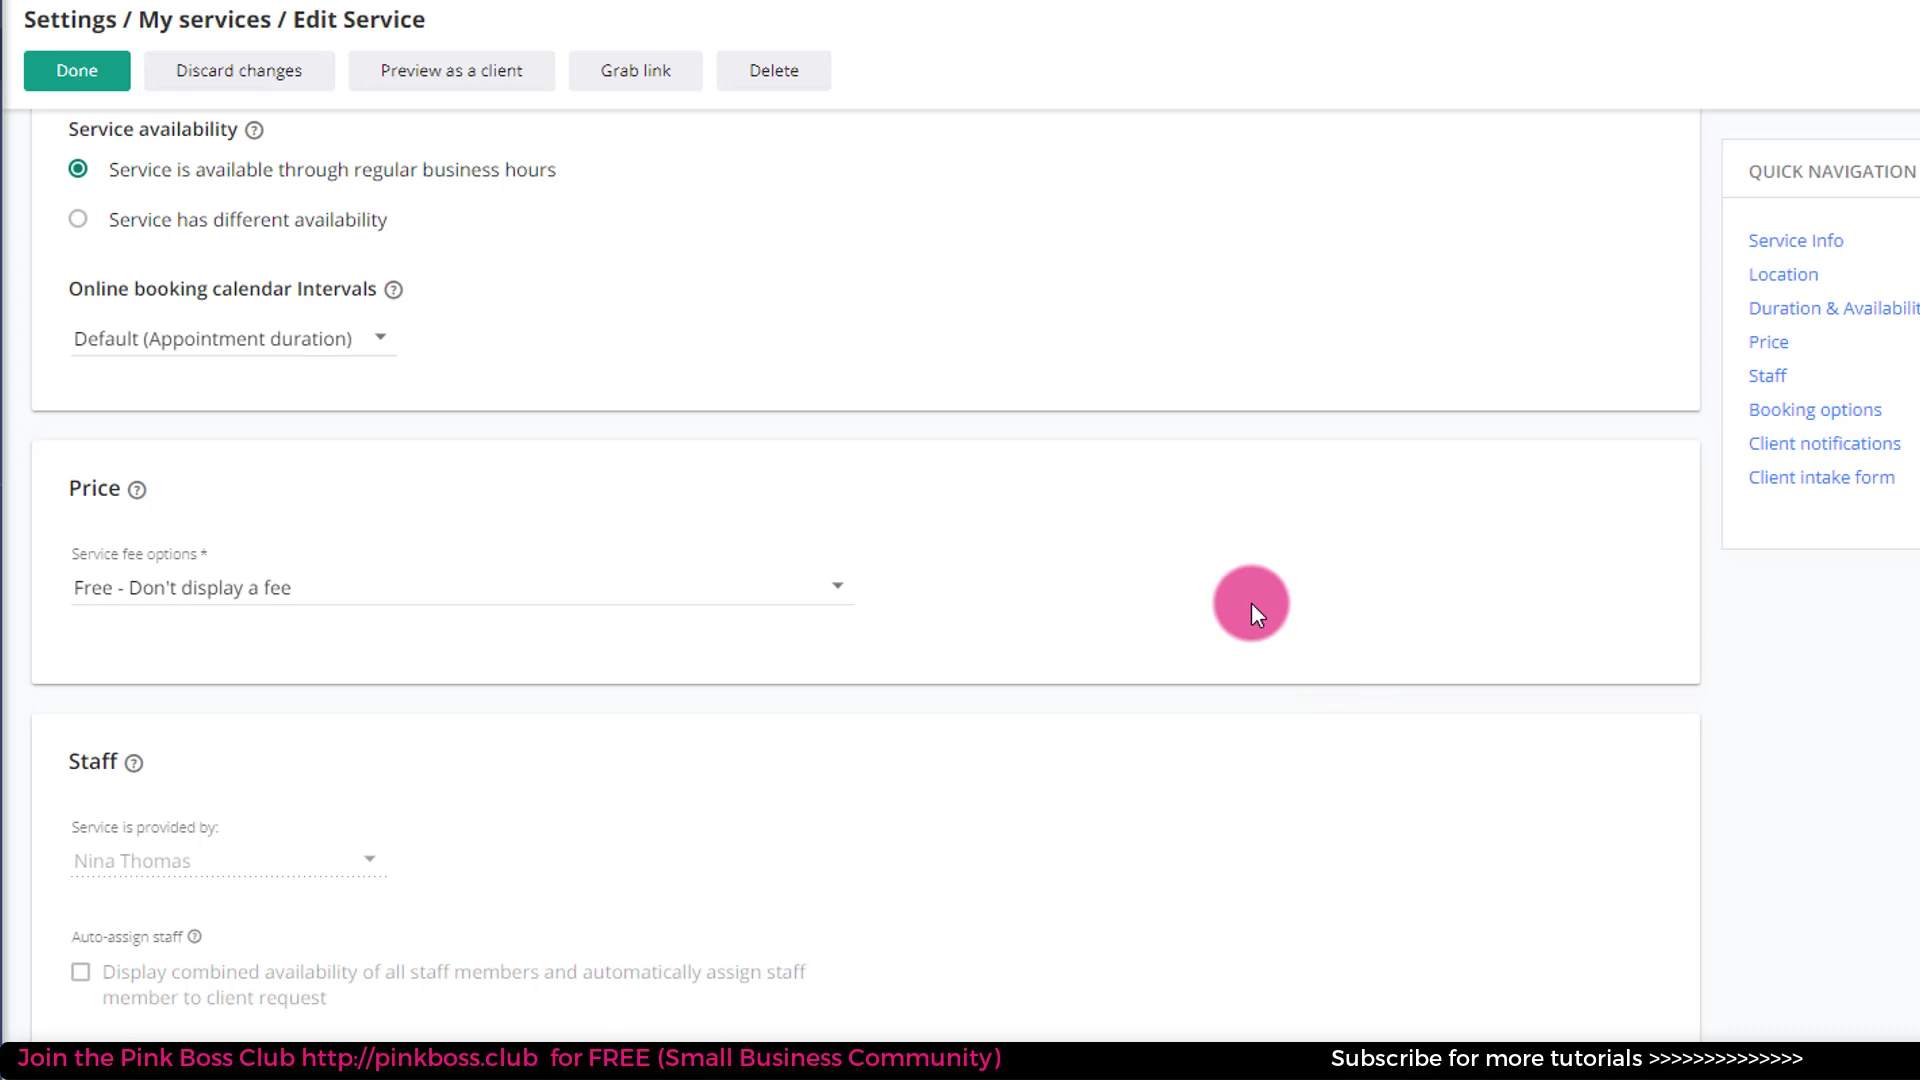 Settings / My services / Edit Service
Done
Discard changes
Preview as a client
Grab link
Delete
Service availability
Service is available through regular business hours
Service has different availability
Online booking calendar Intervals
Default (Appointment duration)
Price
Service fee options *
Free - Don't display a fee
Staff
Service is provided by:
Nina Thomas
Auto-assign staff
Display combined availability of all staff members and automatically assign staff
member to client request
QUICK NAVIGATION
Service Info
Location
Duration & Availabilit
Price
Staff
Booking options
Client notifications
Client intake form
Join the Pink Boss Club http://pinkboss.club for FREE (Small Business Community)
Subscribe for more tutorials >>>>>>>>>>>>>>